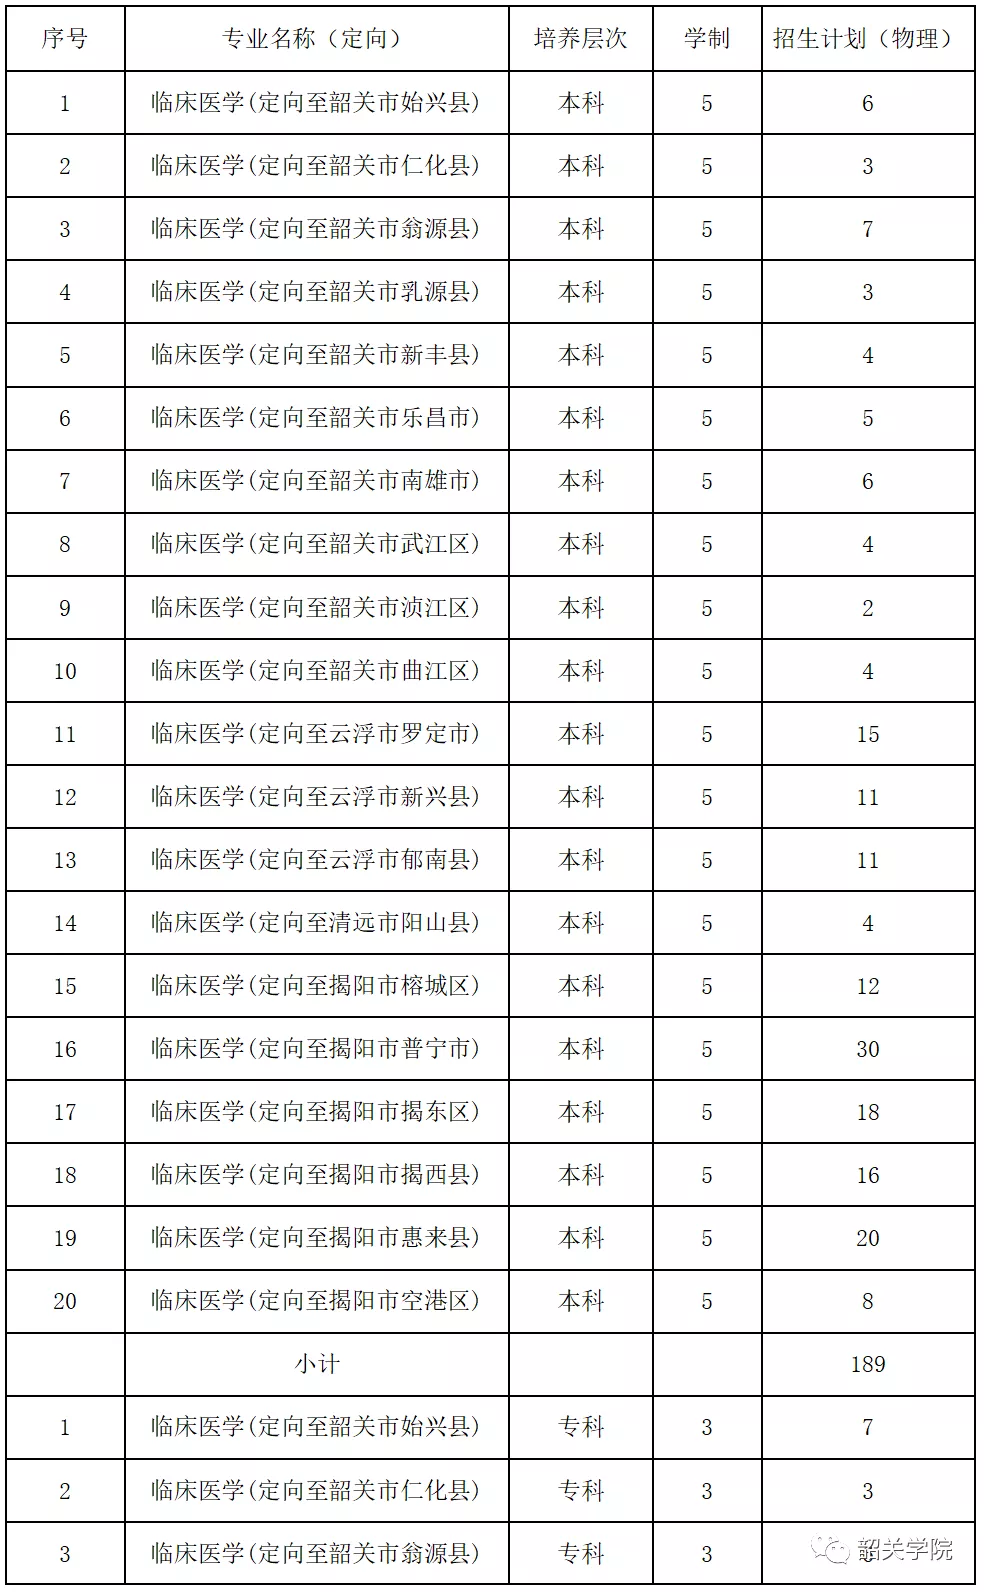 序号 专业名称（定向） 培养层次 学制 招生计划（物理）
1 临床医学(定向至韶关市始兴县) 本科 5 6
2 临床医学(定向至韶关市仁化县) 本科 5 3
3 临床医学(定向至韶关市翁源县) 本科 5 7
4 临床医学(定向至韶关市乳源县) 本科 5 3
5 临床医学(定向至韶关市新丰县) 本科 5 4
6 临床医学(定向至韶关市乐昌市) 本科 5 5
7 临床医学(定向至韶关市南雄市) 本科 5 6
8 临床医学(定向至韶关市武江区) 本科 5 4
9 临床医学(定向至韶关市浈江区) 本科 5 2
10 临床医学(定向至韶关市曲江区) 本科 5 4
11 临床医学(定向至云浮市罗定市) 本科 5 15
12 临床医学(定向至云浮市新兴县) 本科 5 11
13 临床医学(定向至云浮市郁南县) 本科 5 11
14 临床医学(定向至清远市阳山县) 本科 5 4
15 临床医学(定向至揭阳市榕城区) 本科 5 12
16 临床医学(定向至揭阳市普宁市) 本科 5 30
17 临床医学(定向至揭阳市揭东区) 本科 5 18
18 临床医学(定向至揭阳市揭西县) 本科 5 16
19 临床医学(定向至揭阳市惠来县) 本科 5 20
20 临床医学(定向至揭阳市空港区) 本科 5 8
小计 189
1 临床医学(定向至韶关市始兴县) 专科 3 7
2 临床医学(定向至韶关市仁化县) 专科 3 3
3 临床医学(定向至韶关市翁源县) 专科 3
韶关学院